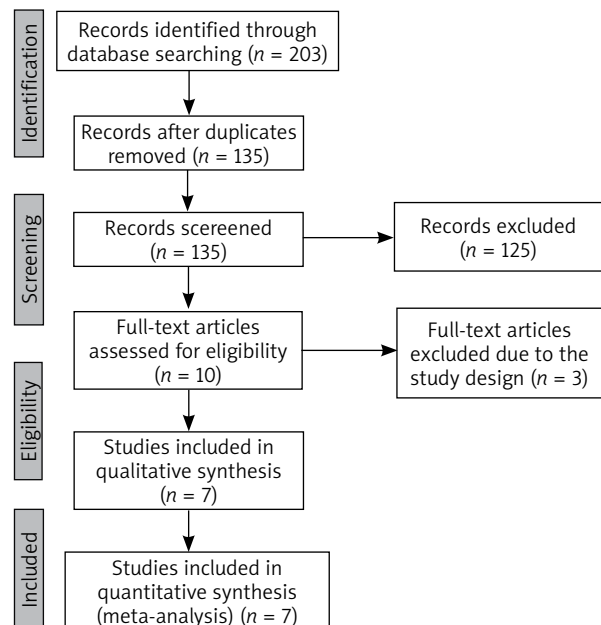 Identification
Records identified through
database searching (n = 203)
Records after duplicates
removed (n = 135)
Screening
Records scereened
(n = 135)
Records excluded
(n = 125)
Full-text articles
assessed for eligibility
(n = 10)
Full-text articles
excluded due to the
study design (n = 3)
Eligibility
Studies included in
qualitative synthesis
(n = 7)
Included
Studies included in
quantitative synthesis
(meta-analysis) (n = 7)